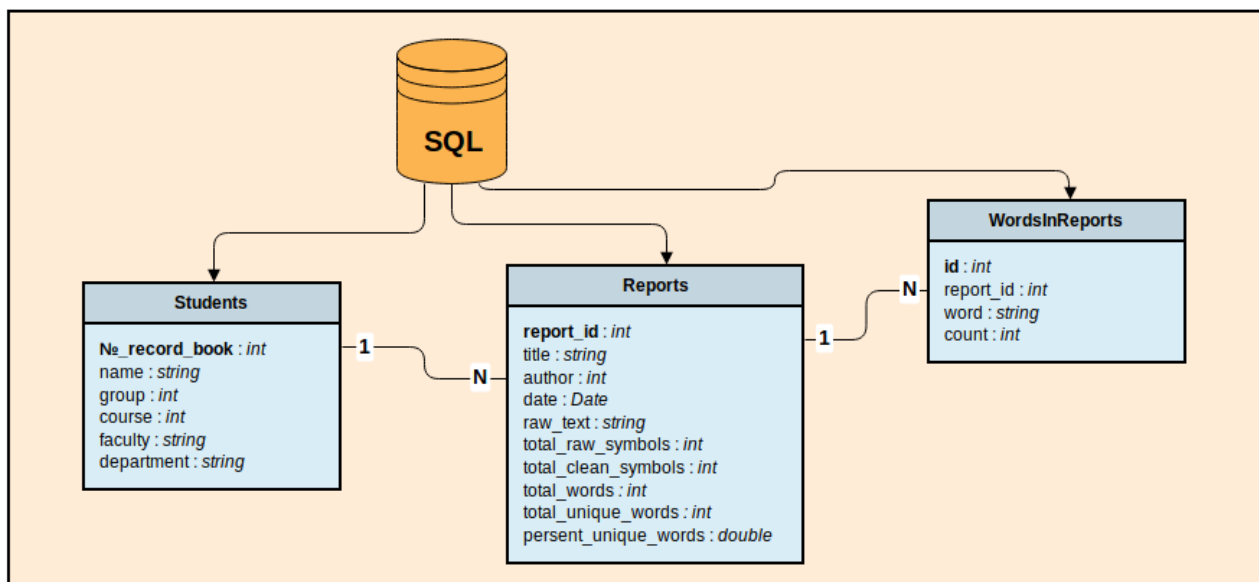 SQL
Students
№_record_book : int
name : string
group : int
course : int
faculty : string
department : string
1
N
Reports
report_id : int
title : string
author : int
date : Date
raw_text : string
total_raw_symbols : int
total_clean_symbols : int
total_words : int
total_unique_words : int
persent_unique_words : double
1
N
WordsInReports
id : int
report_id : int
word : string
count : int